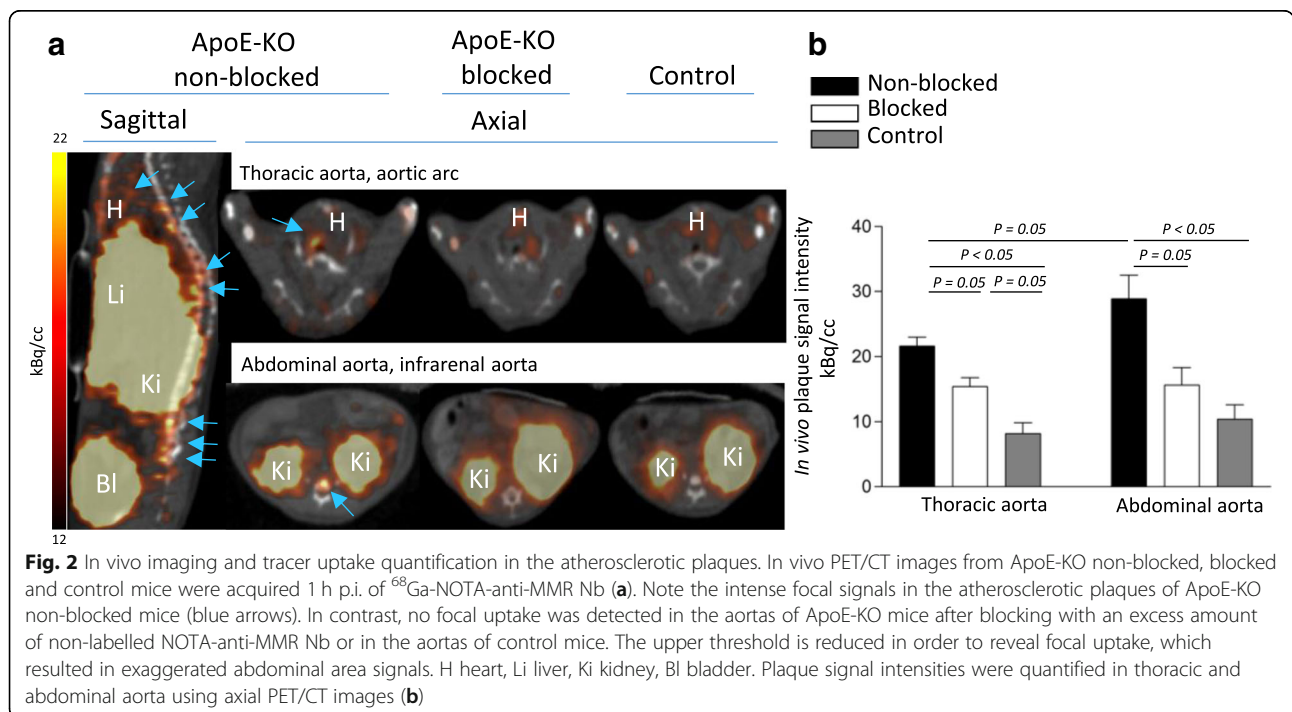 a
ApoE-KO
non-blocked
ApoE-KO
blocked
Control
Sagittal
Axial
22
kBq/cc
12
H
Li
Ki
Bl
Thoracic aorta, aortic arc
H
H
H
Abdominal aorta, infrarenal aorta
Ki
Ki
Ki
Ki
Ki
Ki
b
Non-blocked
Blocked
Control
In vivo plaque signal intensity
kBq/cc
40
30
20
10
0
P = 0.05
P < 0.05
P = 0.05
P = 0.05
P < 0.05
P = 0.05
Thoracic aorta
Abdominal aorta
Fig. 2 In vivo imaging and tracer uptake quantification in the atherosclerotic plaques. In vivo PET/CT images from ApoE-KO non-blocked, blocked
and control mice were acquired 1 h p.i. of ⁶⁸Ga-NOTA-anti-MMR Nb (a). Note the intense focal signals in the atherosclerotic plaques of ApoE-KO
non-blocked mice (blue arrows). In contrast, no focal uptake was detected in the aortas of ApoE-KO mice after blocking with an excess amount
of non-labelled NOTA-anti-MMR Nb or in the aortas of control mice. The upper threshold is reduced in order to reveal focal uptake, which
resulted in exaggerated abdominal area signals. H heart, Li liver, Ki kidney, Bl bladder. Plaque signal intensities were quantified in thoracic and
abdominal aorta using axial PET/CT images (b)